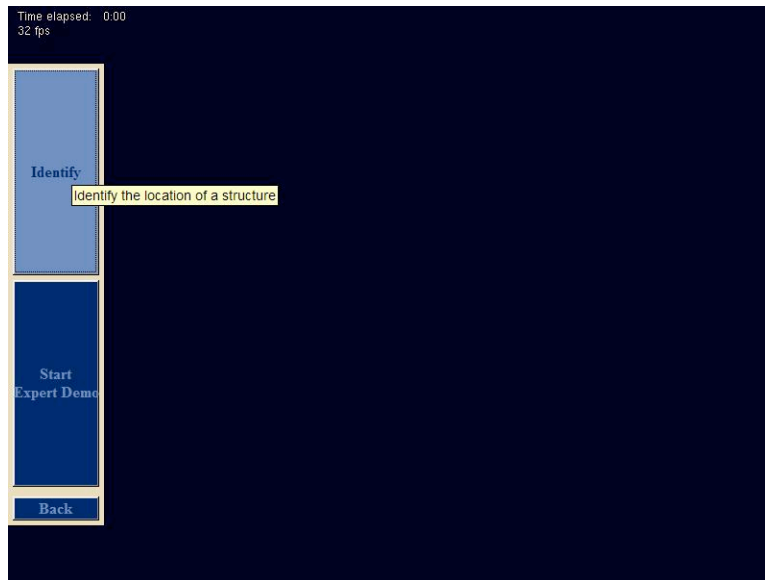 Time elapsed: 0:00
32 fps
Identify
Identify the location of a structure
Start
Expert Demo
Back